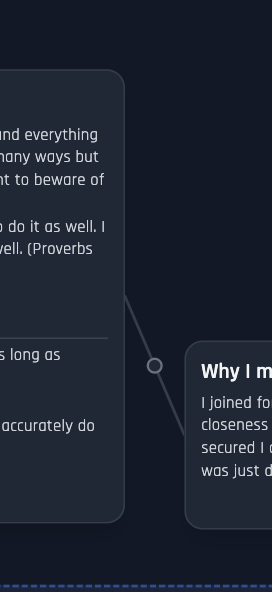 and everything
many ways but
nt to beware of
o do it as well. I
well. (Proverbs
s long as
accurately do
Why I m
I joined fo
closeness
secured I
was just d